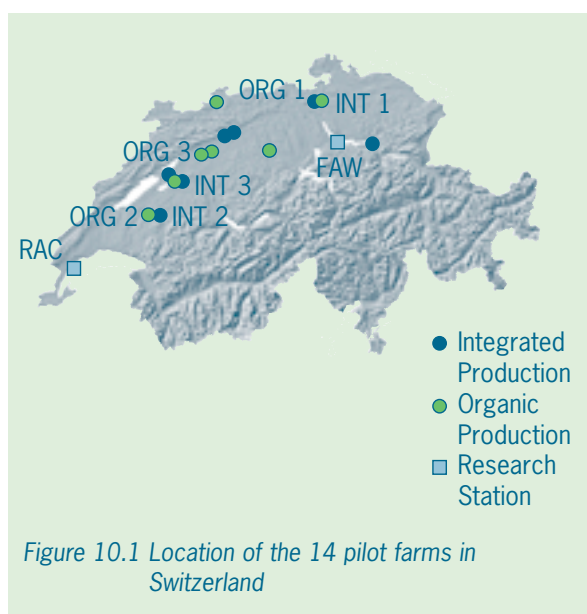 ORG 1
INT 1
ORG 3
FAW
INT 3
ORG 2
INT 2
RAC
Integrated
Production
Organic
Production
Research
Station
Figure 10.1 Location of the 14 pilot farms in
Switzerland